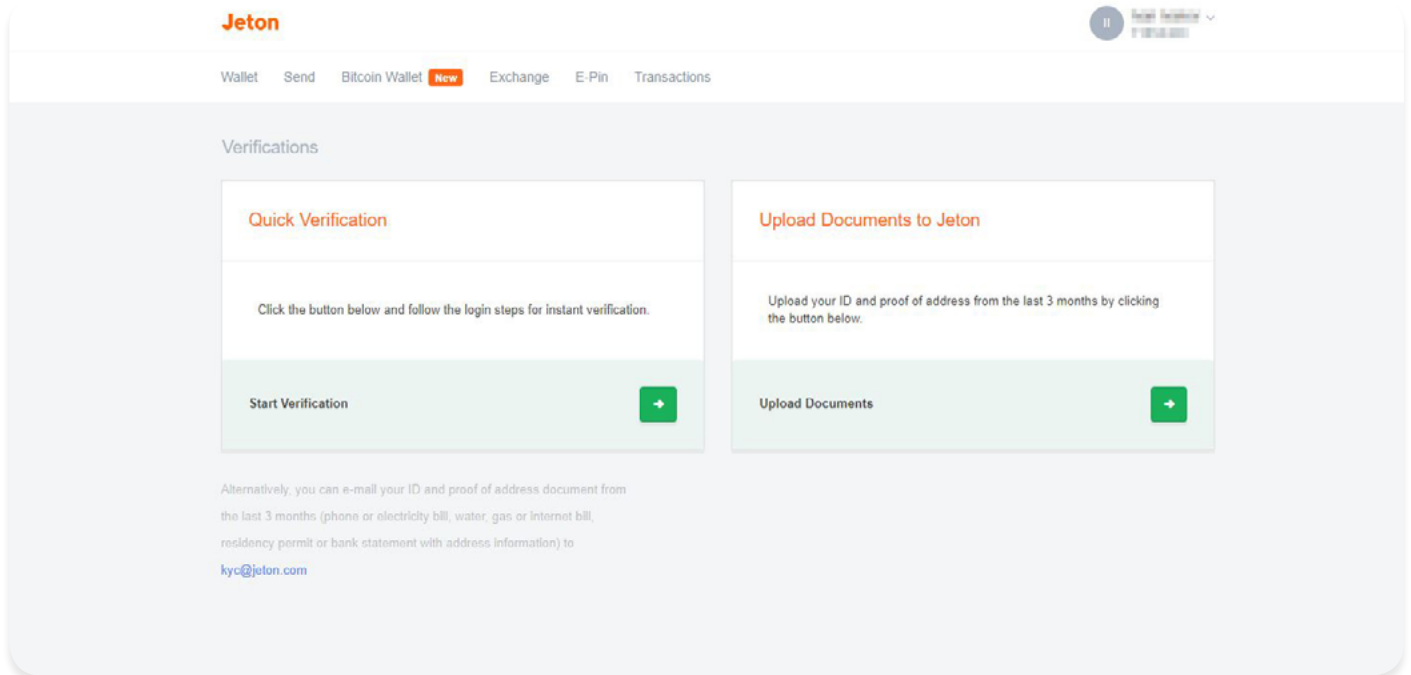 Jeton
II
Wallet Send Bitcoin Wallet New Exchange E-Pin Transactions
Verifications
Quick Verification
Click the button below and follow the login steps for instant verification.
Start Verification
Upload Documents to Jeton
Upload your ID and proof of address from the last 3 months by clicking
the button below.
Upload Documents
Alternatively, you can e-mail your ID and proof of address document from
the last 3 months (phone or electricity bill, water, gas or internet bill,
residency permit or bank statement with address information) to
kyc@jeton.com